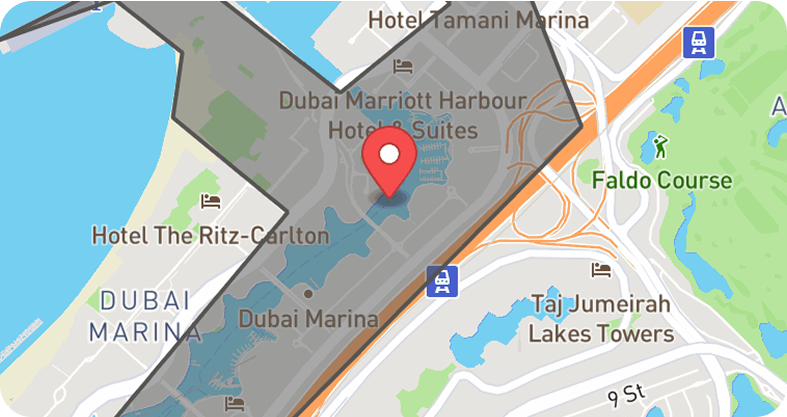 Hotel Tamani Marina
Dubai Marriott Harbour
Hotel & Suites
Faldo Course
Hotel The Ritz-Carlton
DUBAI
MARINA
Dubai Marina
Taj Jumeirah
Lakes Towers
9 St